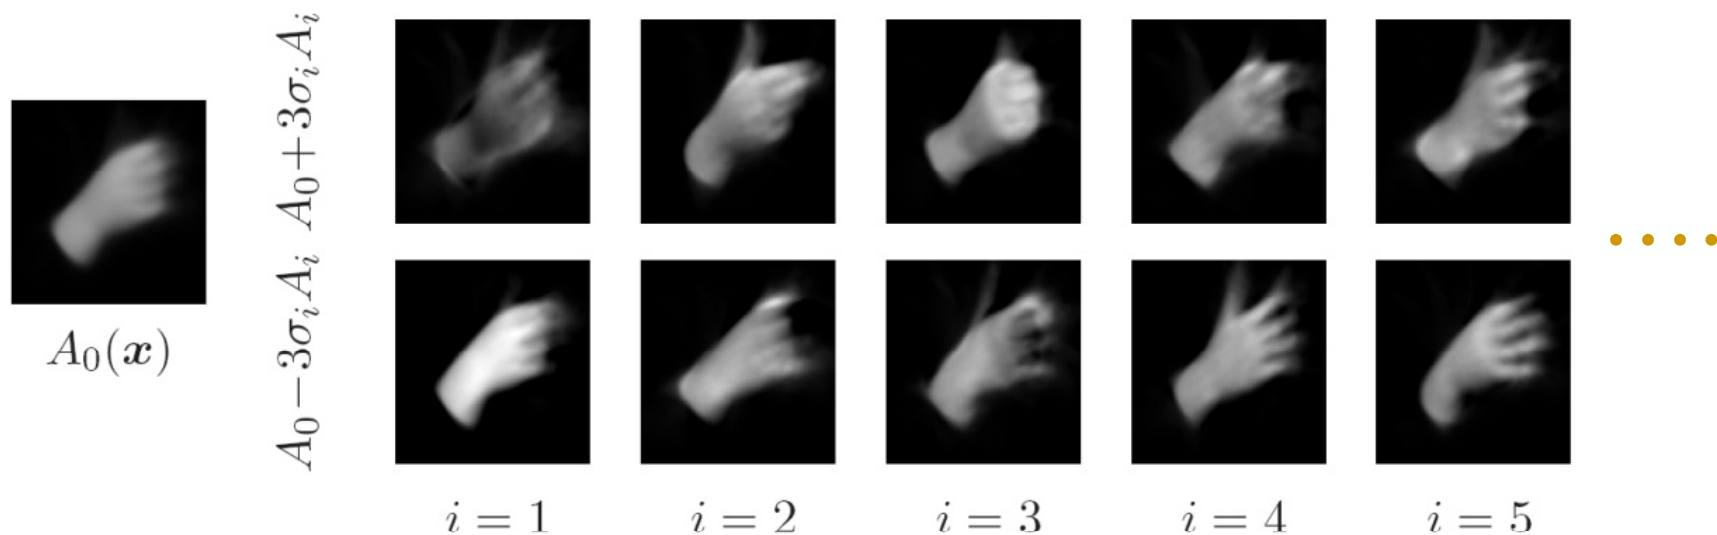 A₀+3σᵢAᵢ
A₀(x)
A₀−3σᵢAᵢ
i = 1
i = 2
i = 3
i = 4
i = 5